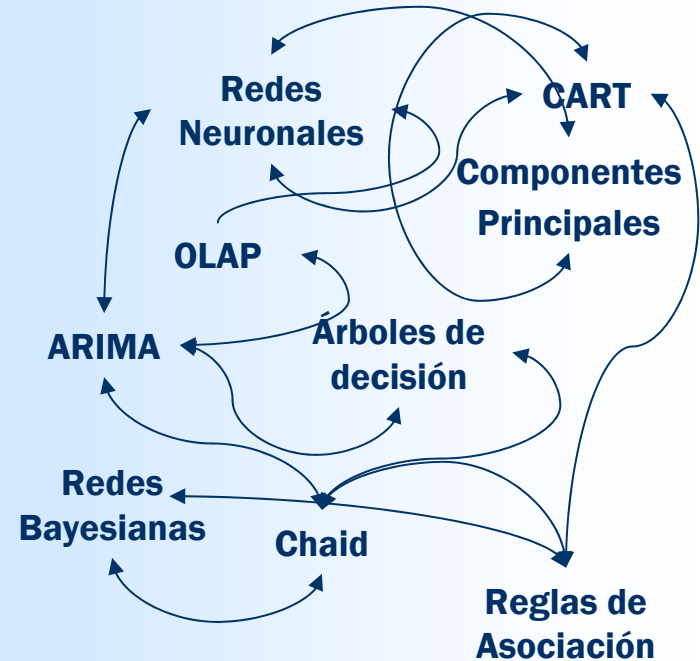 Redes
Neuronales
CART
Componentes
Principales
OLAP
ARIMA
Árboles de
decisión
Redes
Bayesianas
Chaid
Reglas de
Asociación